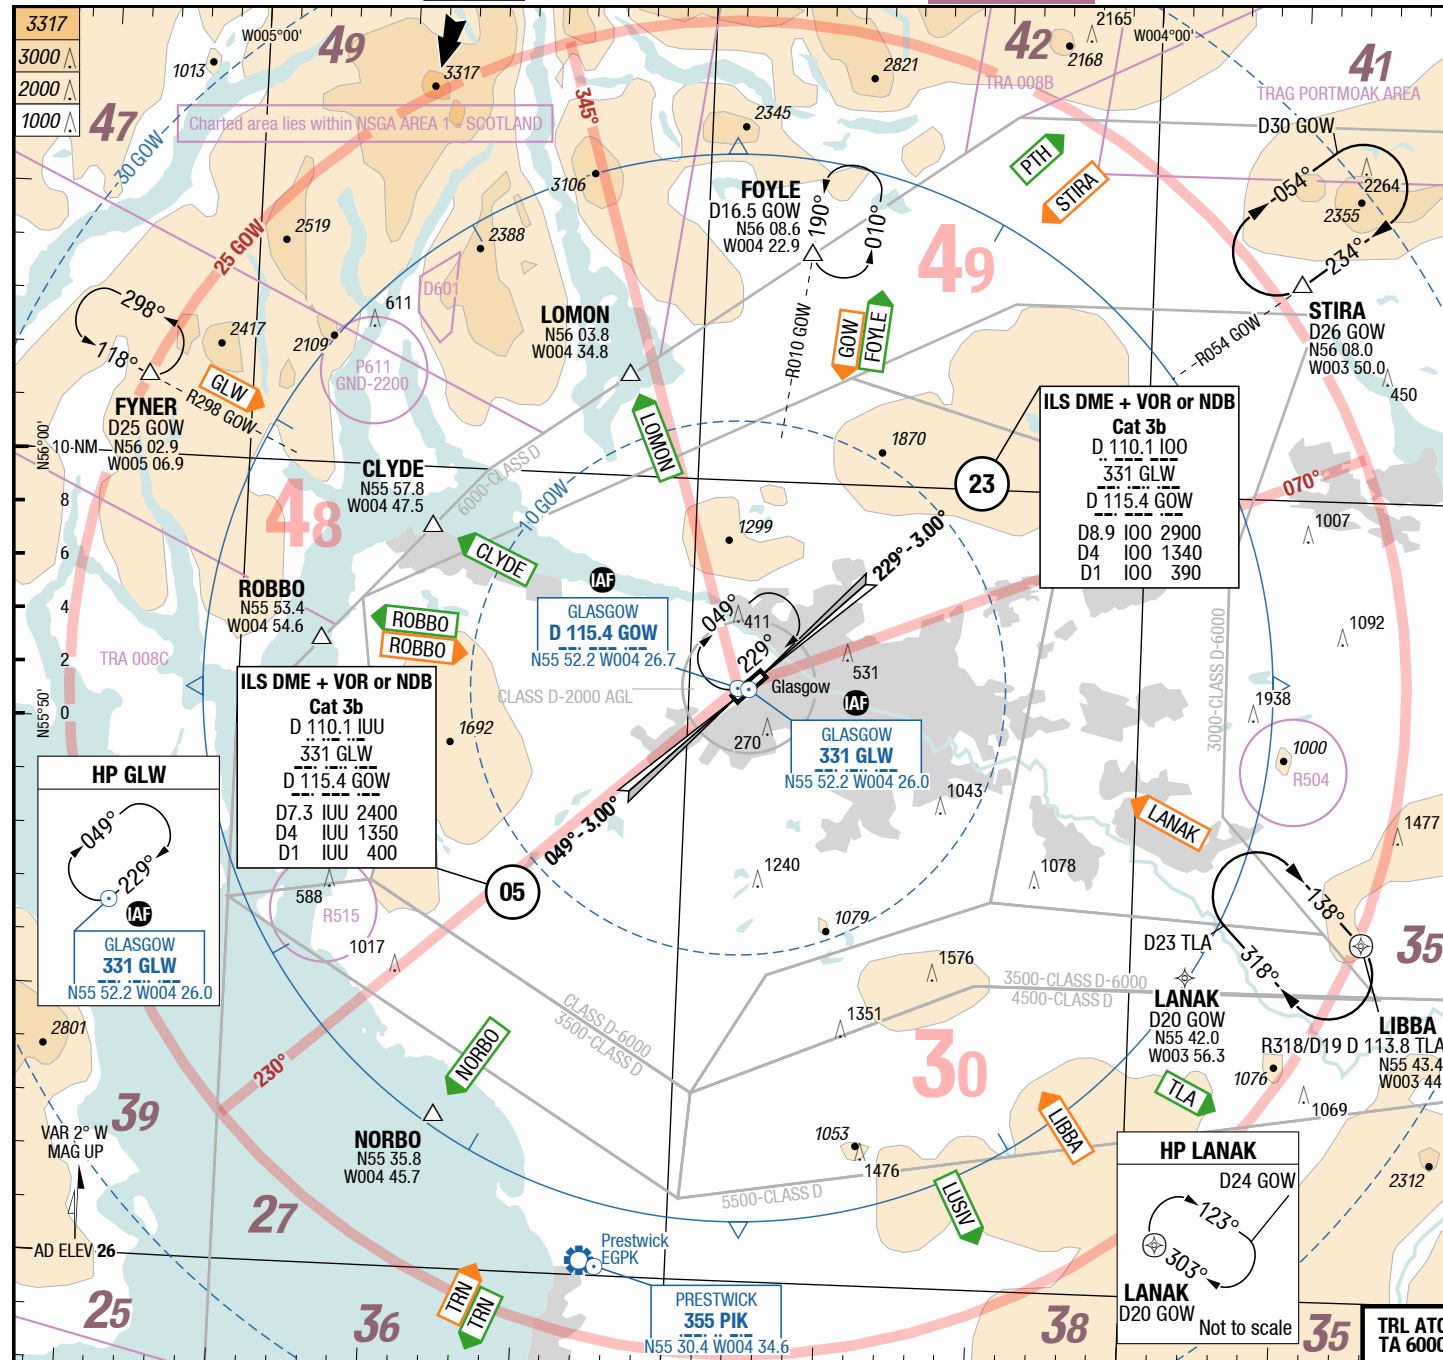 3317
3000
2000
1000
W005°00'
49
1013
3317
47
Charted area lies within NSGA AREA 1 - SCOTLAND
30 GOW
345°
2821
42
2165
2168
W004°00'
TRA 008B
41
TRAG PORTMOAK AREA
D30 GOW
2345
3106
PTH
STIRA
054°
2264
2355
234°
FOYLE
D16.5 GOW
N56 08.6
W004 22.9
190°
010°
49
2519
25 GOW
2388
D601
611
298°
118°
2417
2109
P611
GND-2200
GLW
R298 GOW
FYNER
D25 GOW
N56 02.9
W005 06.9
LOMON
N56 03.8
W004 34.8
LOMON
R010 GOW
GOW
FOYLE
STIRA
D26 GOW
N56 08.0
W003 50.0
R054 GOW
450
N56°00'
10-NM
8
6
4
2
0
N55°50'
CLYDE
N55 57.8
W004 47.5
6000-CLASS D
10 GOW
48
CLYDE
1299
1870
23
ILS DME + VOR or NDB
Cat 3b
D 110.1 IOO
331 GLW
D 115.4 GOW
D8.9 IOO 2900
D4 IOO 1340
D1 IOO 390
070°
1007
1092
229°- 3.00°
ROBBO
N55 53.4
W004 54.6
ROBBO
ROBBO
TRA 008C
IAF
GLASGOW
D 115.4 GOW
N55 52.2 W004 26.7
049°
411
229°
531
Glasgow
CLASS D-2000 AGL
270
IAF
GLASGOW
331 GLW
N55 52.2 W004 26.0
3000-CLASS D-6000
1938
1000
R504
ILS DME + VOR or NDB
Cat 3b
D 110.1 IUU
331 GLW
D 115.4 GOW
D7.3 IUU 2400
D4 IUU 1350
D1 IUU 400
1692
049°- 3.00°
05
HP GLW
049°
229°
IAF
GLASGOW
331 GLW
N55 52.2 W004 26.0
588
R515
1017
1240
1043
1078
1079
LANAK
1477
138°
318°
35
D23 TLA
LANAK
D20 GOW
N55 42.0
W003 56.3
LIBBA
R318/D19 D 113.8 TLA
N55 43.4
W003 44
1576
3500-CLASS D-6000
4500-CLASS D
1351
CLASS D-6000
3500-CLASS D
2801
230°
NORBO
NORBO
N55 35.8
W004 45.7
30
1076
1069
TLA
LIBBA
39
VAR 2° W
MAG UP
27
AD ELEV 26
25
36
1053
1476
5500-CLASS D
LUSIV
Prestwick
EGPK
PRESTWICK
355 PIK
N55 30.4 W004 34.6
TRN
TRN
38
HP LANAK
D24 GOW
123°
303°
LANAK
D20 GOW
Not to scale
2312
35
TRL ATC
TA 6000